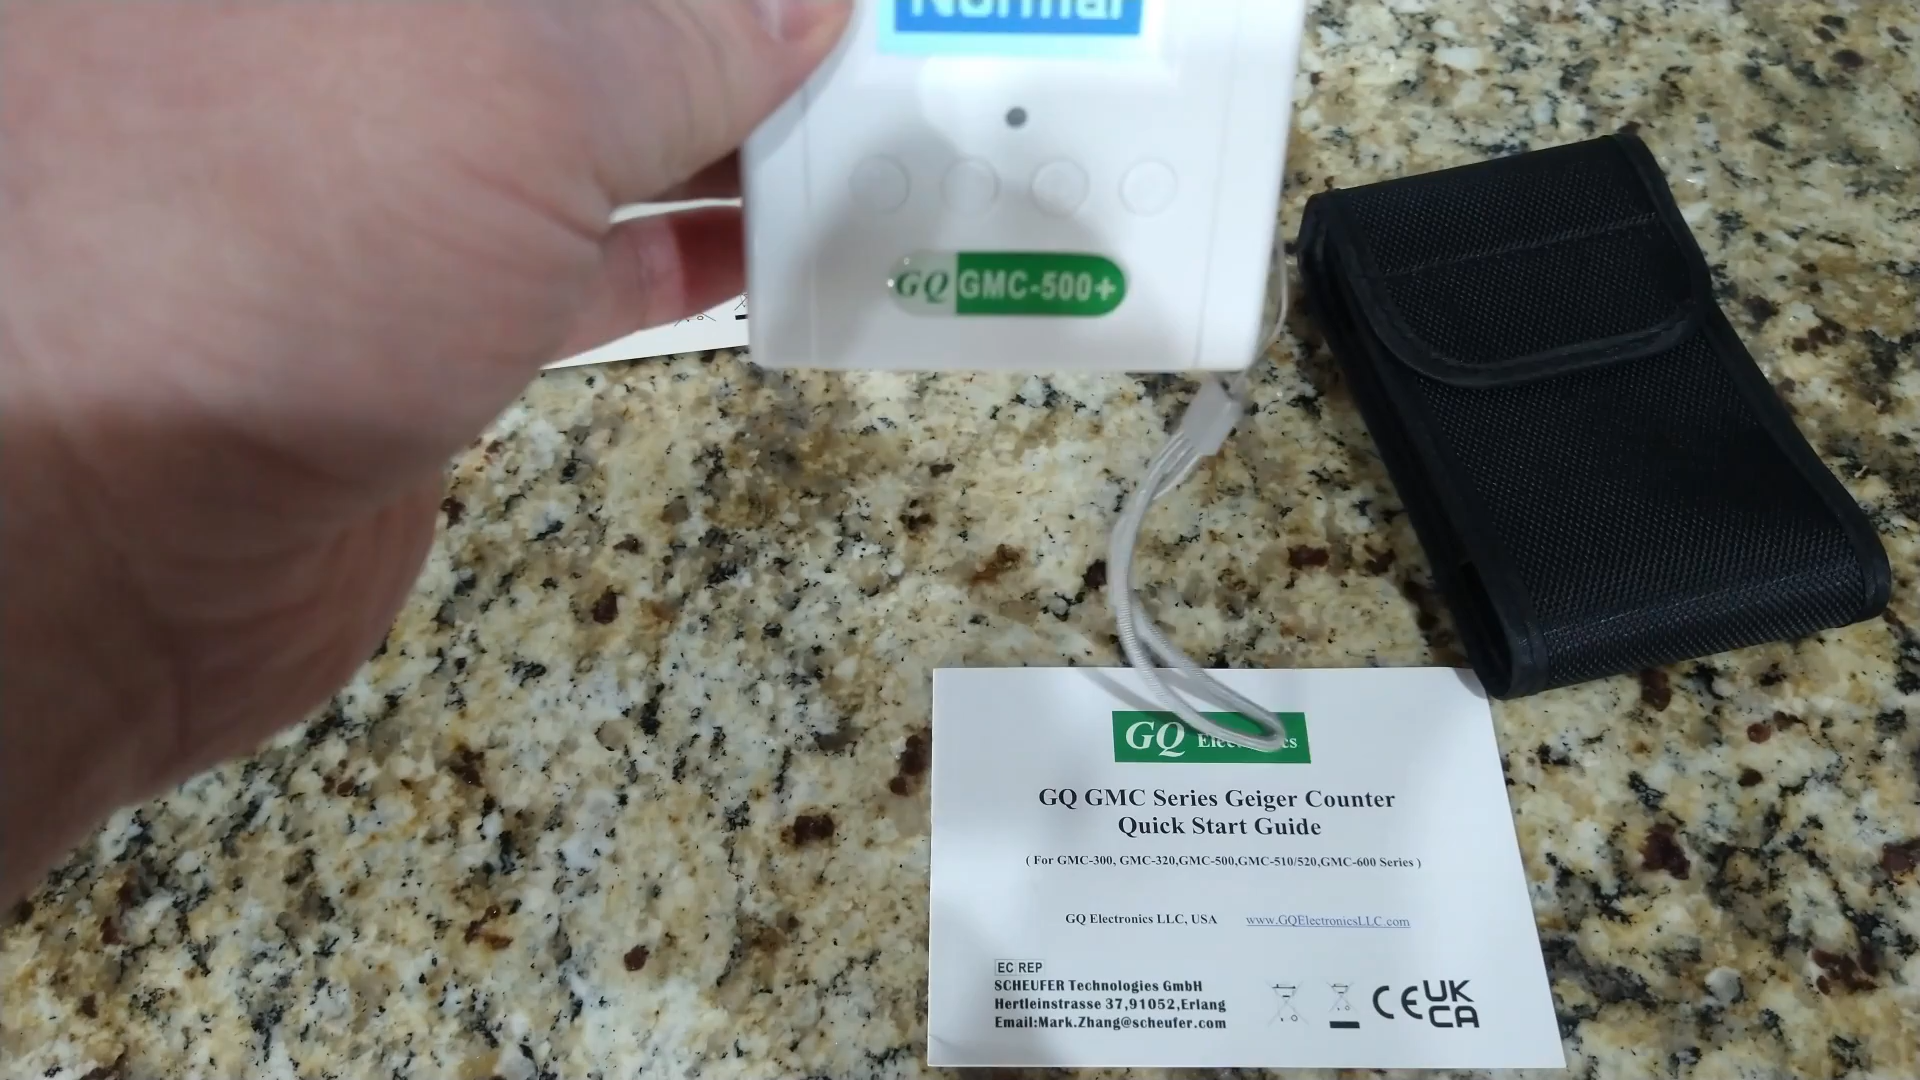 Normal
GQ GMC-500+
GQ Electronics
GQ GMC Series Geiger Counter
Quick Start Guide
( For GMC-300, GMC-320,GMC-500,GMC-510/520,GMC-600 Series )
GQ Electronics LLC, USA www.GQElectronicsLLC.com
EC REP
SCHEUFER Technologies GmbH
Hertleinstrasse 37,91052,Erlang
Email:Mark.Zhang@scheufer.com
CE UK
CA